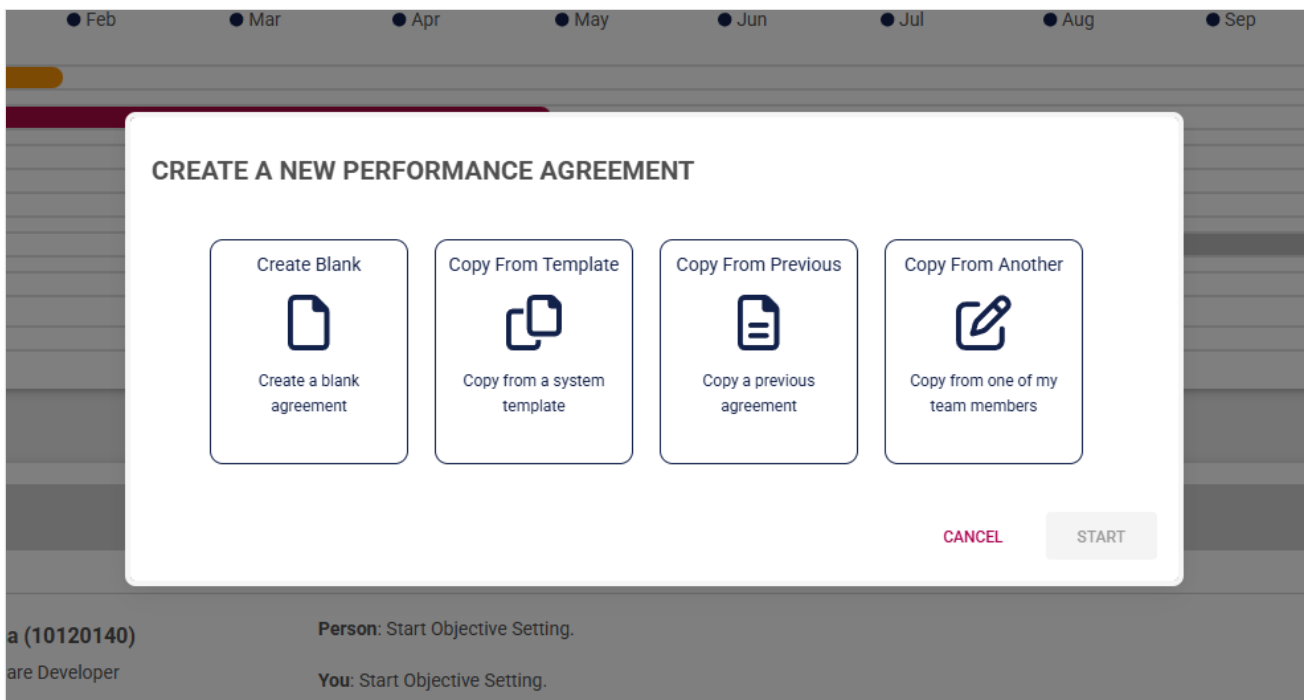 Feb Mar Apr May Jun Jul Aug Sep
CREATE A NEW PERFORMANCE AGREEMENT
Create Blank
Create a blank
agreement
Copy From Template
Copy from a system
template
Copy From Previous
Copy a previous
agreement
Copy From Another
Copy from one of my
team members
CANCEL
START
a (10120140)
are Developer
Person: Start Objective Setting.
You: Start Objective Setting.